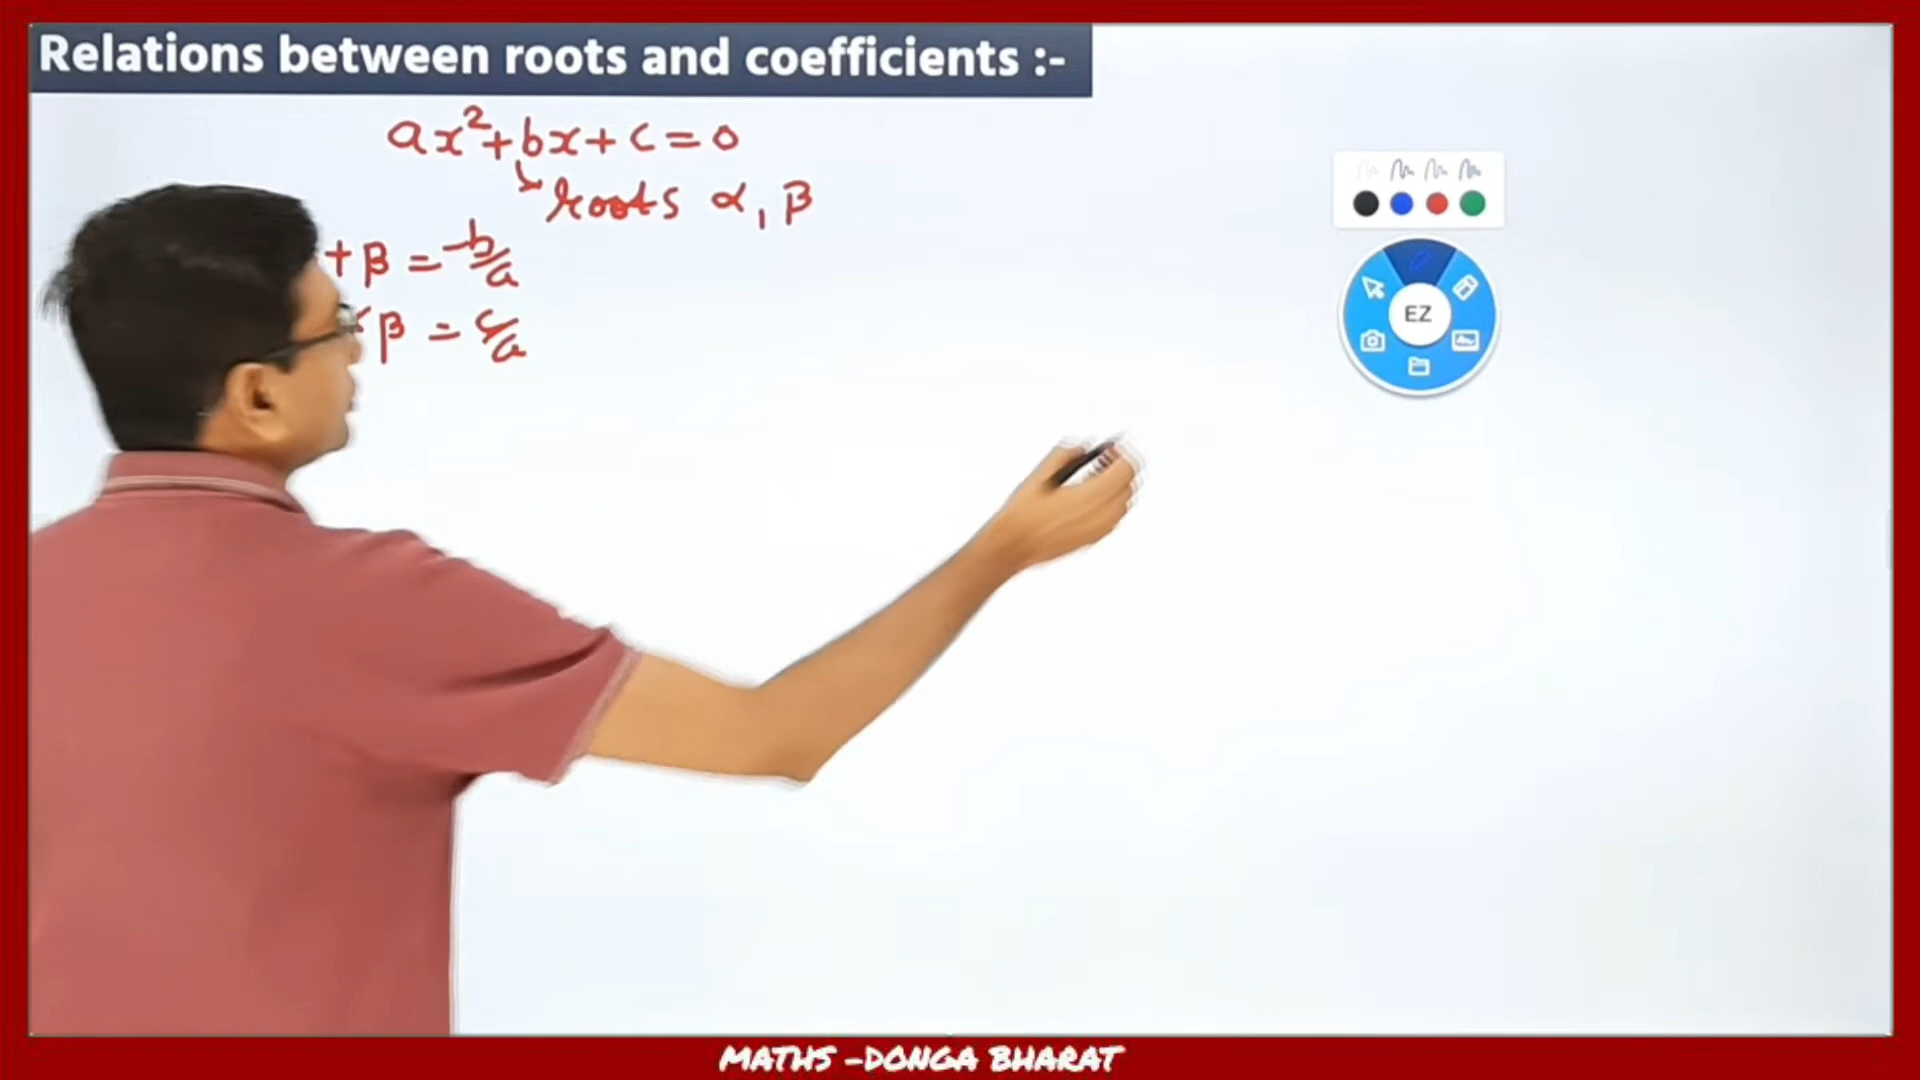 Relations between roots and coefficients :-
ax²+bx+c=0
↳ roots α, β
+ β = -b/a
β = c/a
EZ
MATHS -DONGA BHARAT